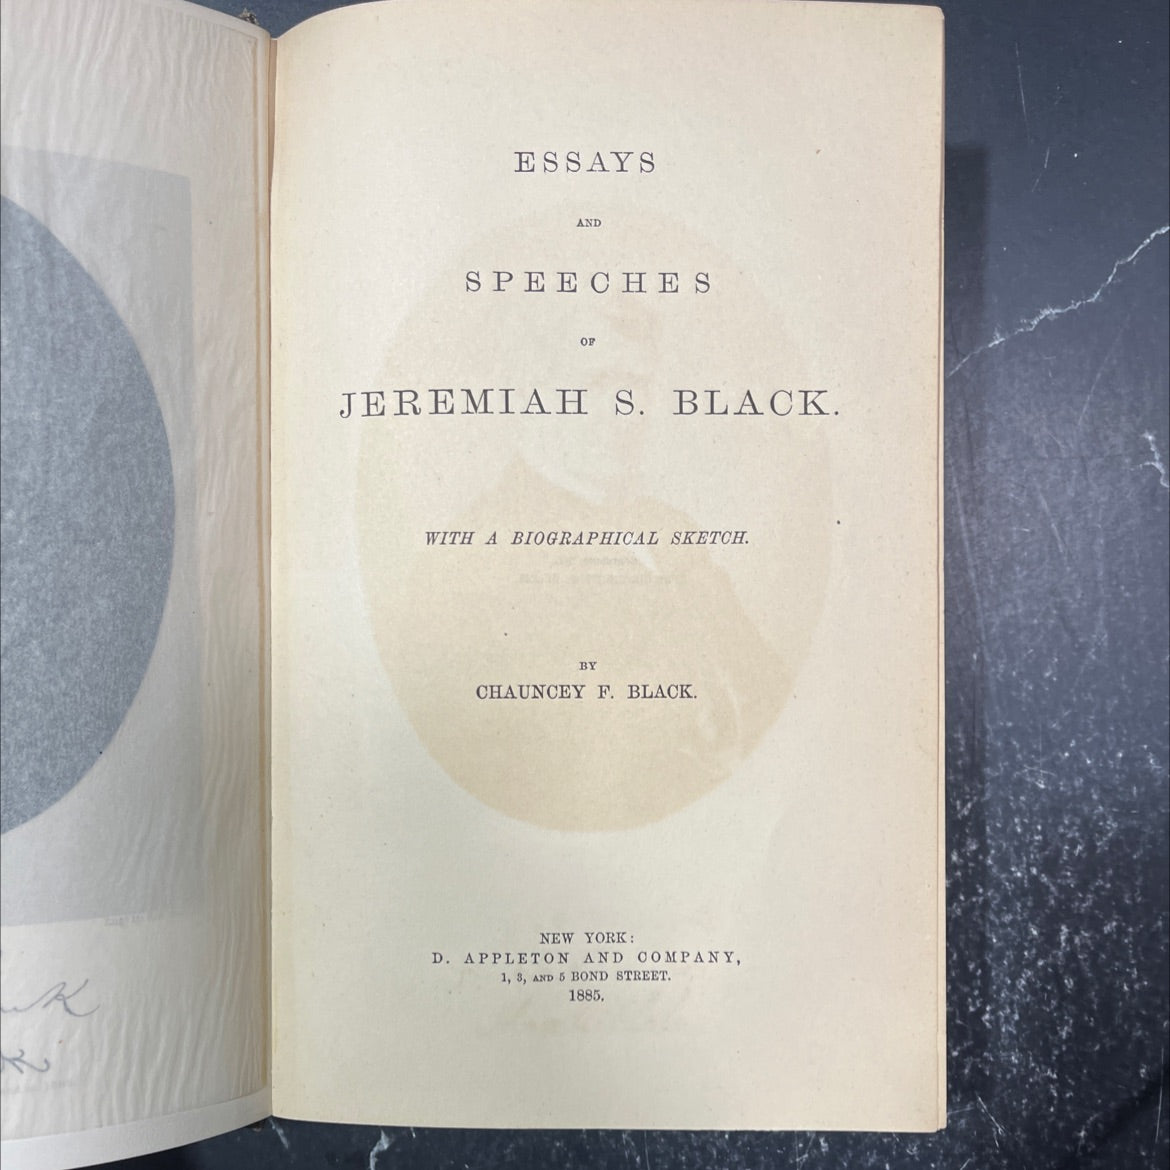 ESSAYS
AND
SPEECHES
OF
JEREMIAH S. BLACK.
WITH A BIOGRAPHICAL SKETCH.
BY
CHAUNCEY F. BLACK.
NEW YORK:
D. APPLETON AND COMPANY,
1, 3, AND 5 BOND STREET.
1885.